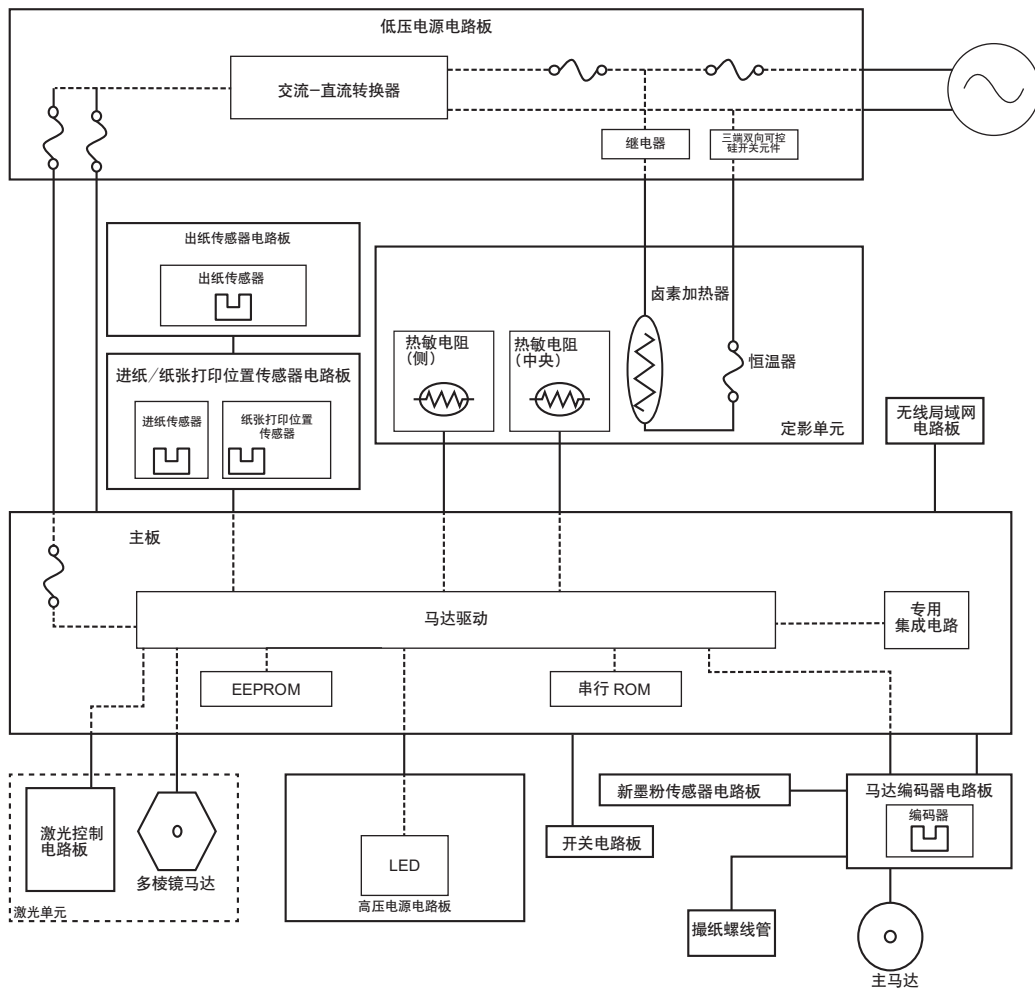 低压电源电路板
交流–直流转换器
继电器
三端双向可控
硅开关元件
出纸传感器电路板
出纸传感器
进纸/纸张打印位置传感器电路板
进纸传感器
纸张打印位置
传感器
热敏电阻
(侧)
热敏电阻
(中央)
卤素加热器
恒温器
定影单元
无线局域网
电路板
主板
马达驱动
专用
集成电路
EEPROM
串行 ROM
激光控制
电路板
多棱镜马达
激光单元
LED
高压电源电路板
新墨粉传感器电路板
开关电路板
马达编码器电路板
编码器
撮纸螺线管
主马达